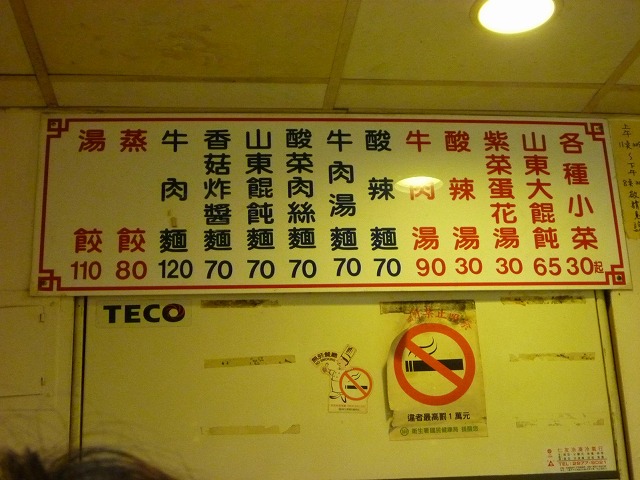 各種小菜 30起
山東大餛飩 65
紫菜蛋花湯 30
酸辣湯 30
牛肉湯 90
酸辣麵 70
牛肉湯麵 70
酸菜肉絲麵 70
山東餛飩麵 70
香菇炸醬麵 70
牛肉麵 120
蒸餃 80
湯餃 110
TECO
違者最高罰1萬元